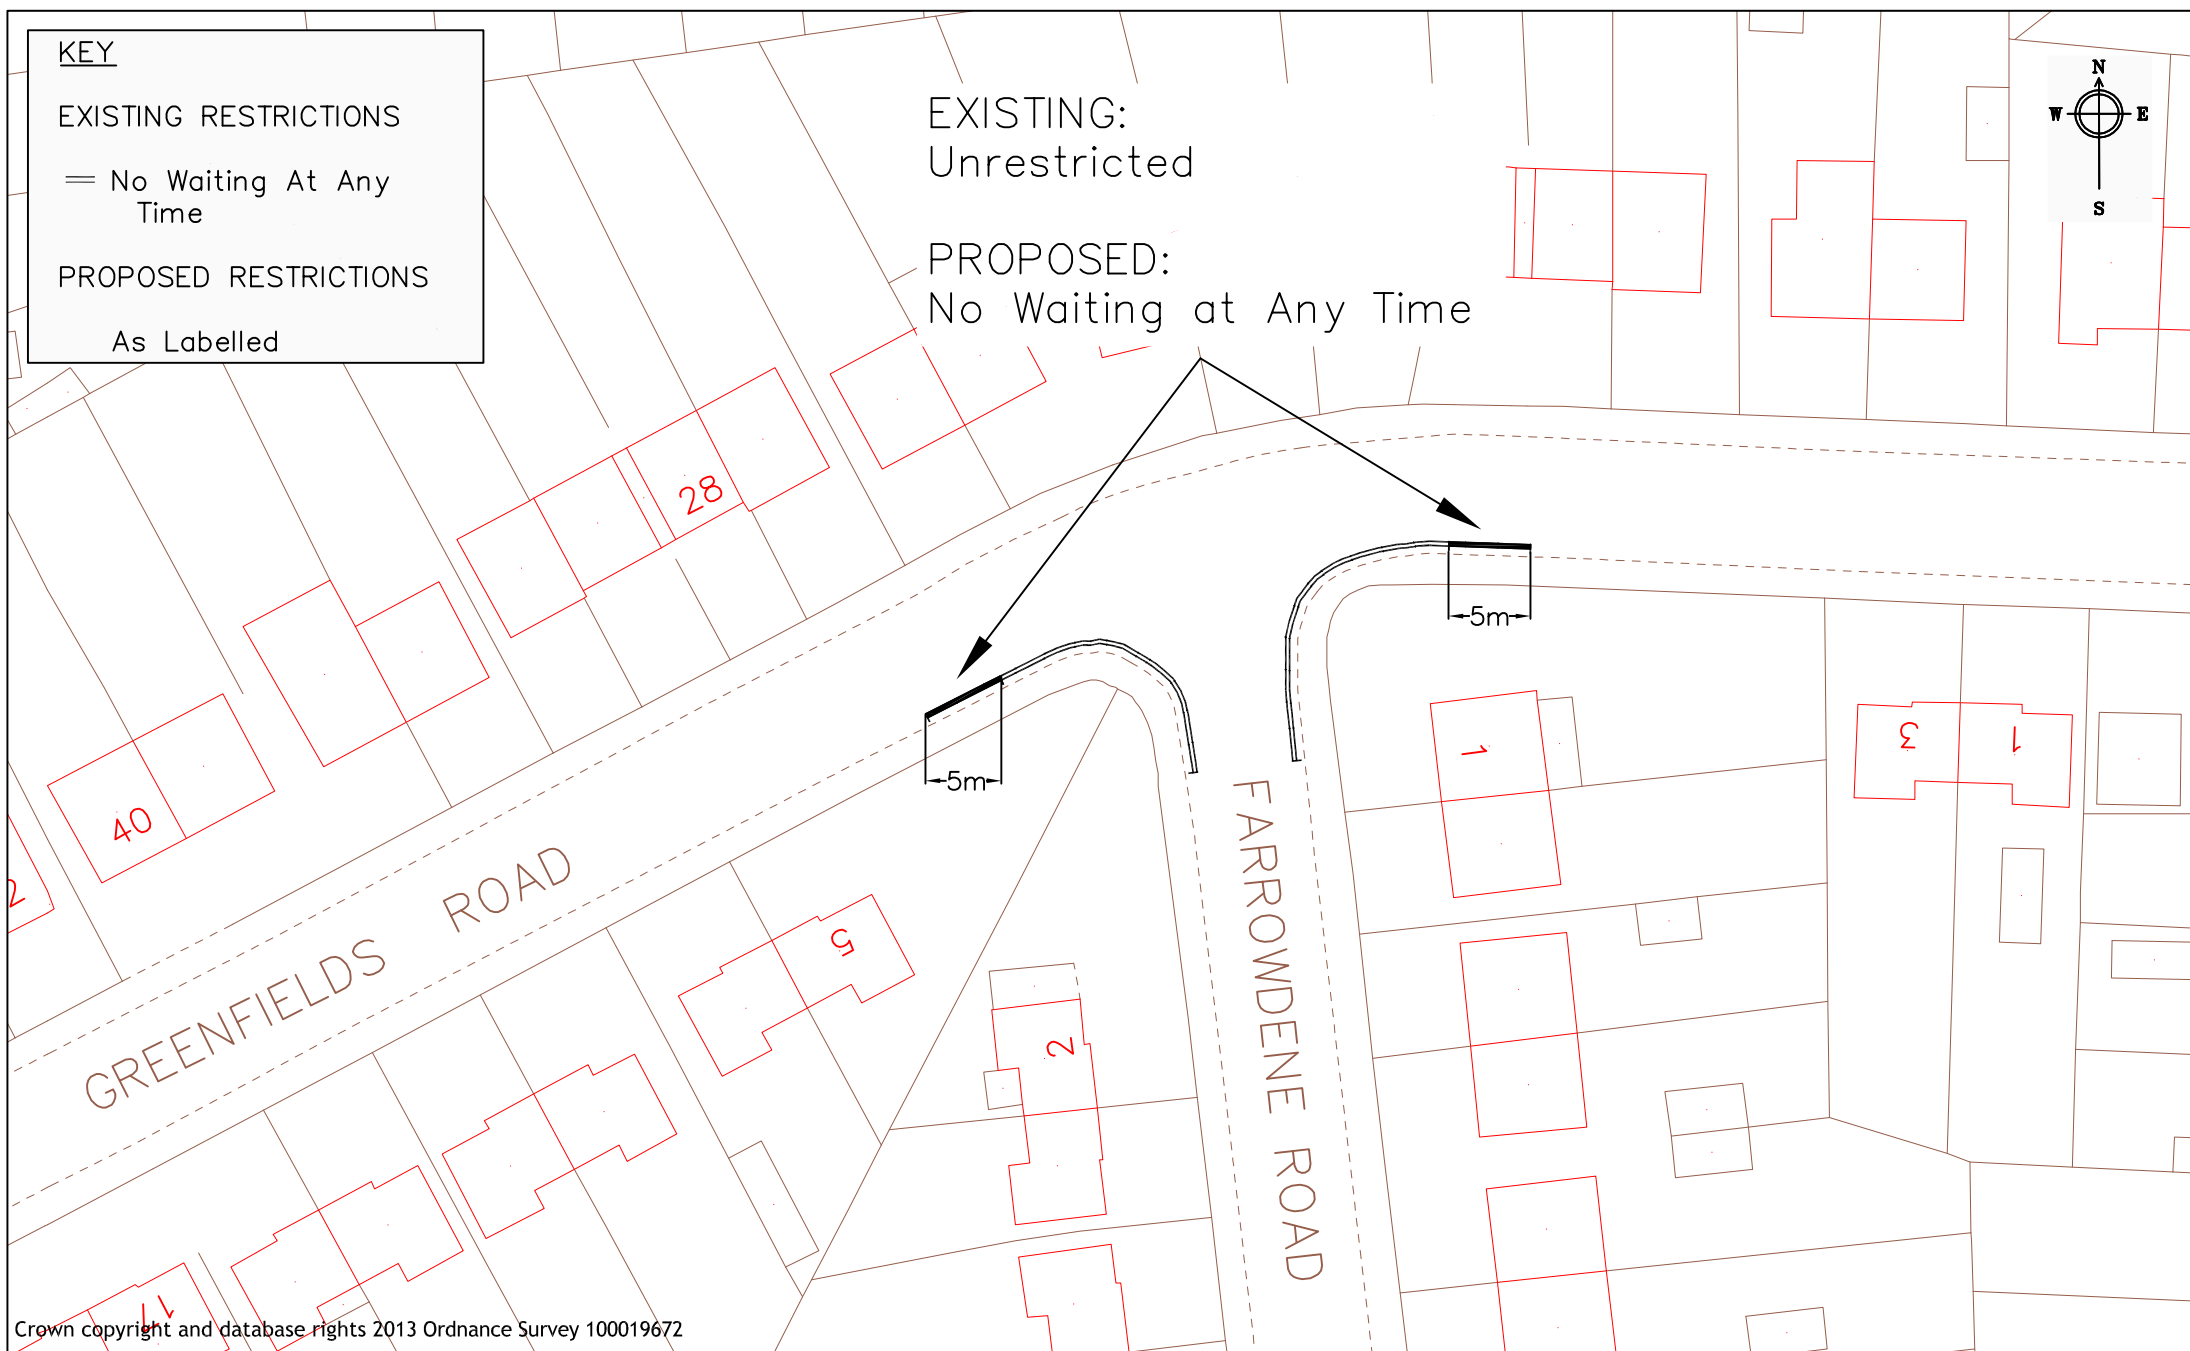 KEY
EXISTING RESTRICTIONS
No Waiting At Any
Time
PROPOSED RESTRICTIONS
As Labelled
EXISTING:
Unrestricted
PROPOSED:
No Waiting at Any Time
N
W E
S
28
40
2
5m
5m
1
3
1
GREENFIELDS ROAD
FARROWDENE ROAD
5
2
17
Crown copyright and database rights 2013 Ordnance Survey 100019672